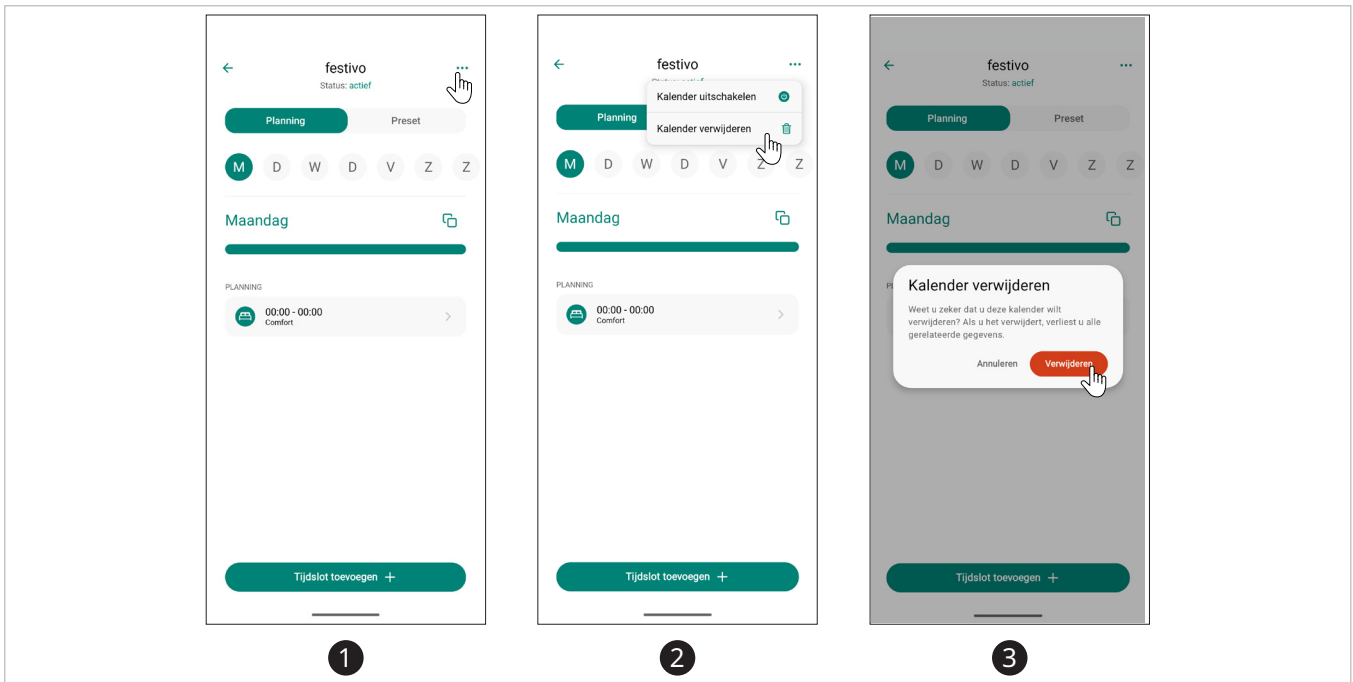 festivo
Status: actief
Planning Preset
M D W D V Z Z
Maandag
PLANNING
00:00 - 00:00
Comfort
Tijdslot toevoegen +
1
festivo
Kalender uitschakelen
Planning
Kalender verwijderen
M D W D V Z Z
Maandag
PLANNING
00:00 - 00:00
Comfort
Tijdslot toevoegen +
2
festivo
Status: actief
Planning Preset
M D W D V Z Z
Maandag
Kalender verwijderen
Weet u zeker dat u deze kalender wilt
verwijderen? Als u het verwijdert, verliest u alle
gerelateerde gegevens.
Annuleren Verwijderen
Tijdslot toevoegen +
3